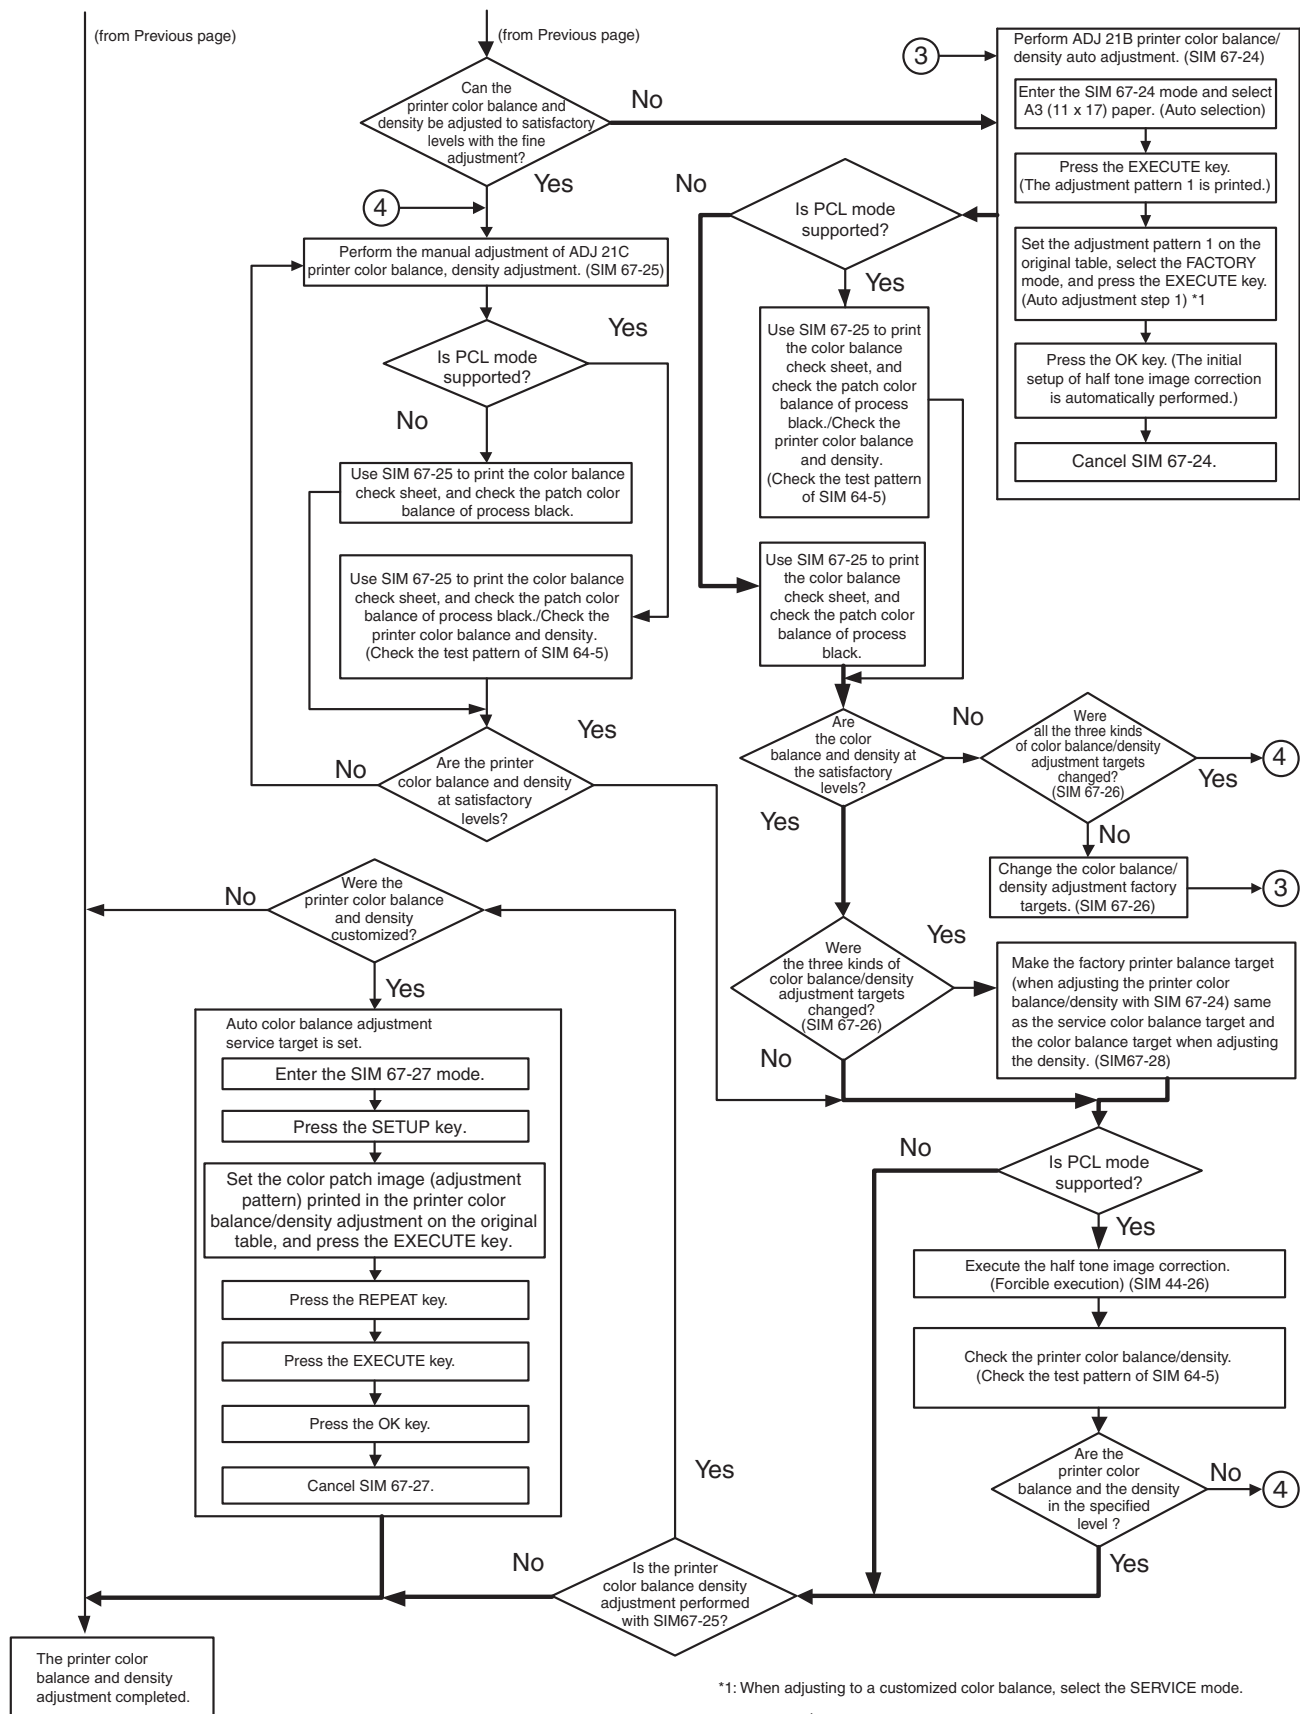 (from Previous page)
(from Previous page)
Can the
printer color balance and
density be adjusted to satisfactory
levels with the fine
adjustment?
No
Yes
4
Perform the manual adjustment of ADJ 21C
printer color balance, density adjustment. (SIM 67-25)
Is PCL mode
supported?
Yes
No
Use SIM 67-25 to print the color balance
check sheet, and check the patch color
balance of process black.
Use SIM 67-25 to print the color balance
check sheet, and check the patch color
balance of process black./Check the
printer color balance and density.
(Check the test pattern of SIM 64-5)
Are the printer
color balance and density
at satisfactory
levels?
No
Yes
3
Perform ADJ 21B printer color balance/
density auto adjustment. (SIM 67-24)
Enter the SIM 67-24 mode and select
A3 (11 x 17) paper. (Auto selection)
Press the EXECUTE key.
(The adjustment pattern 1 is printed.)
Set the adjustment pattern 1 on the
original table, select the FACTORY
mode, and press the EXECUTE key.
(Auto adjustment step 1) *1
Press the OK key. (The initial
setup of half tone image correction
is automatically performed.)
Cancel SIM 67-24.
Is PCL mode
supported?
No
Yes
Use SIM 67-25 to print
the color balance
check sheet, and
check the patch color
balance of process
black./Check the
printer color balance
and density.
(Check the test pattern
of SIM 64-5)
Use SIM 67-25 to print
the color balance
check sheet, and
check the patch color
balance of process
black.
Are
the color
balance and density at
the satisfactory
levels?
No
Yes
Were
all the three kinds
of color balance/density
adjustment targets
changed?
(SIM 67-26)
Yes
4
No
Change the color balance/
density adjustment factory
targets. (SIM 67-26)
3
Were
the three kinds of
color balance/density
adjustment targets
changed?
(SIM 67-26)
Yes
No
Make the factory printer balance target
(when adjusting the printer color
balance/density with SIM 67-24) same
as the service color balance target and
the color balance target when adjusting
the density. (SIM67-28)
Is PCL mode
supported?
No
Yes
Execute the half tone image correction.
(Forcible execution) (SIM 44-26)
Check the printer color balance/density.
(Check the test pattern of SIM 64-5)
Are the
printer color
balance and the density
in the specified
level ?
No
4
Yes
Is the printer
color balance density
adjustment performed
with SIM67-25?
Yes
No
Were the
printer color balance
and density
customized?
No
Yes
Auto color balance adjustment
service target is set.
Enter the SIM 67-27 mode.
Press the SETUP key.
Set the color patch image (adjustment
pattern) printed in the printer color
balance/density adjustment on the original
table, and press the EXECUTE key.
Press the REPEAT key.
Press the EXECUTE key.
Press the OK key.
Cancel SIM 67-27.
The printer color
balance and density
adjustment completed.
*1: When adjusting to a customized color balance, select the SERVICE mode.